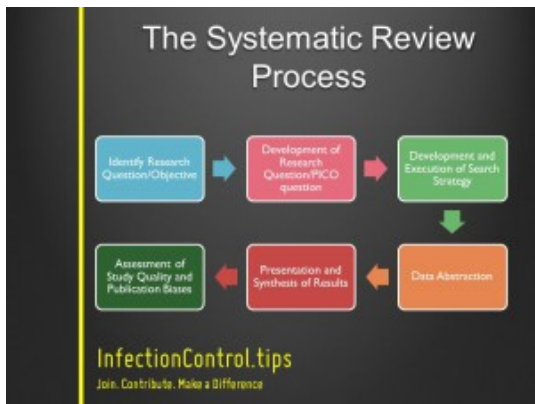 The Systematic Review
Process
Identify Research
Question/Objective
Development of
Research
Question/PICO
question
Development and
Execution of Search
Strategy
Assessment of
Study Quality and
Publication Biases
Presentation and
Synthesis of Results
Data Abstraction
InfectionControl.tips
Join. Contribute. Make a Difference